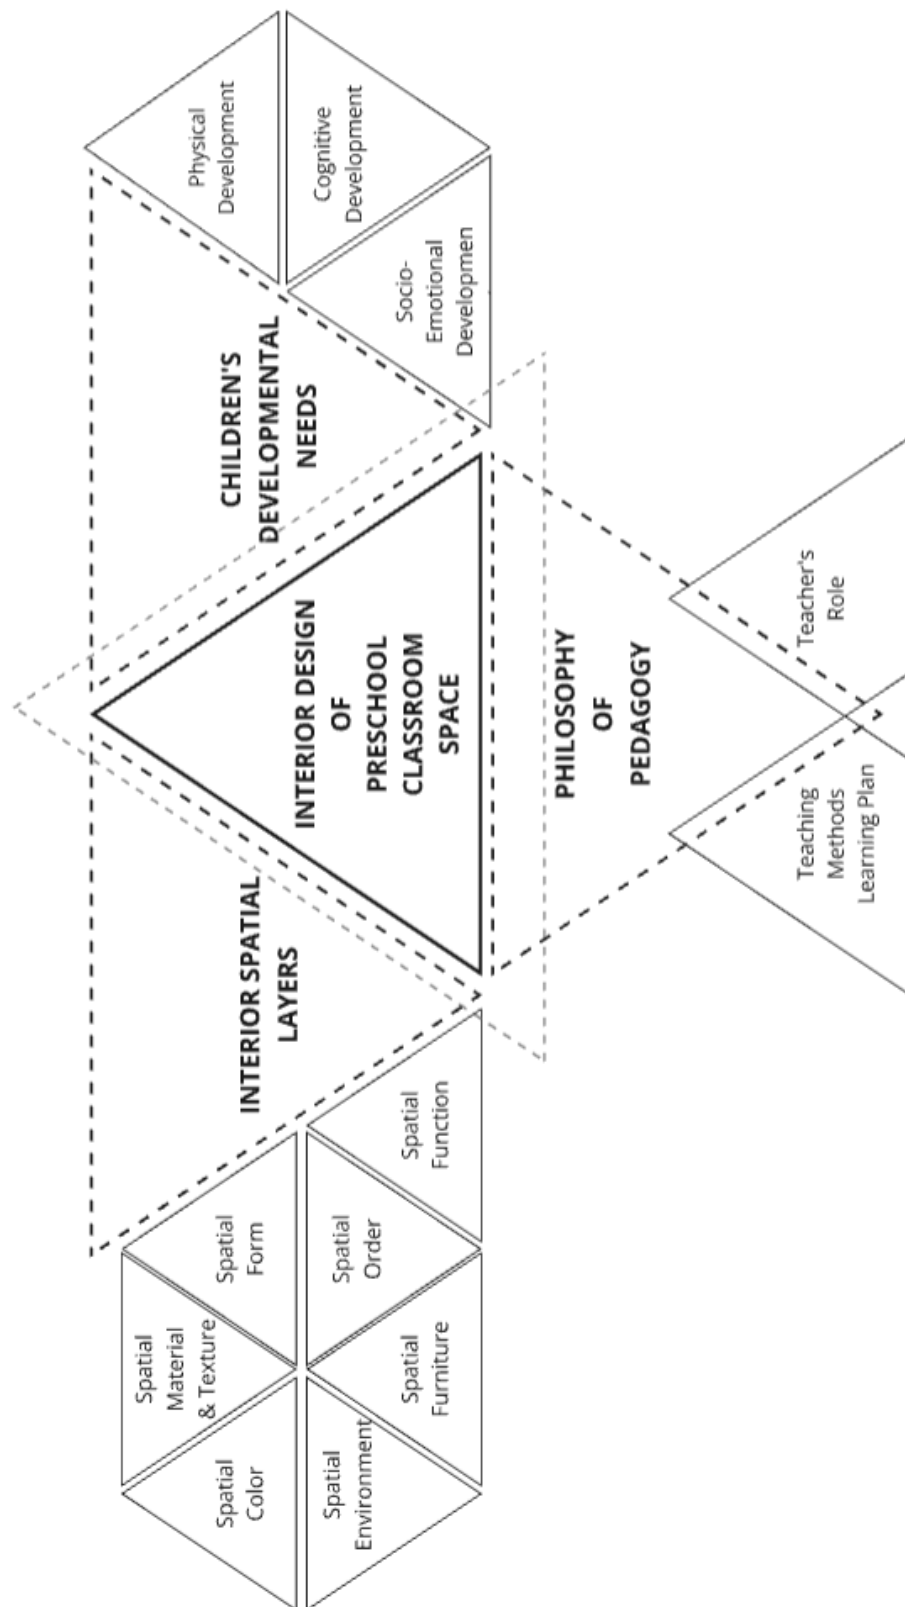 Physical
Development
Cognitive
Development
Socio-
Emotional
Developmen
CHILDREN'S
DEVELOPMENTAL
NEEDS
INTERIOR DESIGN
OF
PRESCHOOL
CLASSROOM
SPACE
PHILOSOPHY
OF
PEDAGOGY
Teacher's
Role
Teaching
Methods
Learning Plan
INTERIOR SPATIAL
LAYERS
Spatial
Function
Spatial
Form
Spatial
Order
Spatial
Material
& Texture
Spatial
Furniture
Spatial
Color
Spatial
Environment